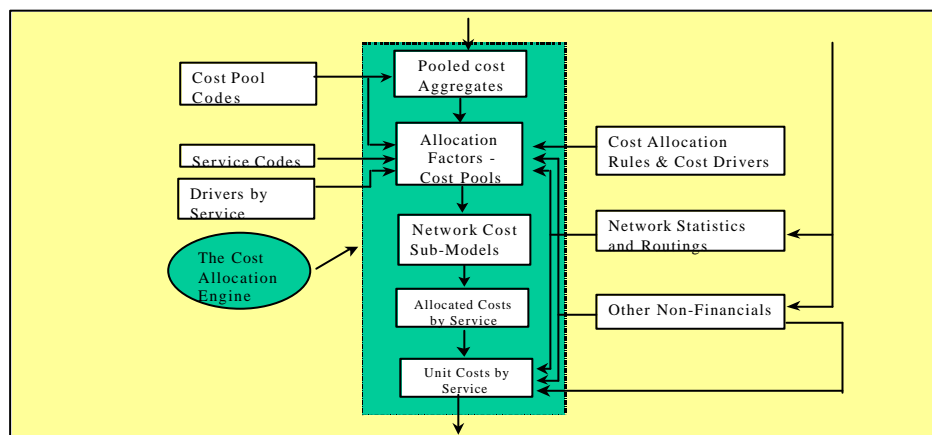 Pooled cost
Aggregates
Cost Pool
Codes
Allocation
Factors -
Cost Pools
Cost Allocation
Rules & Cost Drivers
Service Codes
Drivers by
Service
Network Cost
Sub-Models
Network Statistics
and Routings
The Cost
Allocation
Engine
Allocated Costs
by Service
Other Non-Financials
Unit Costs by
Service